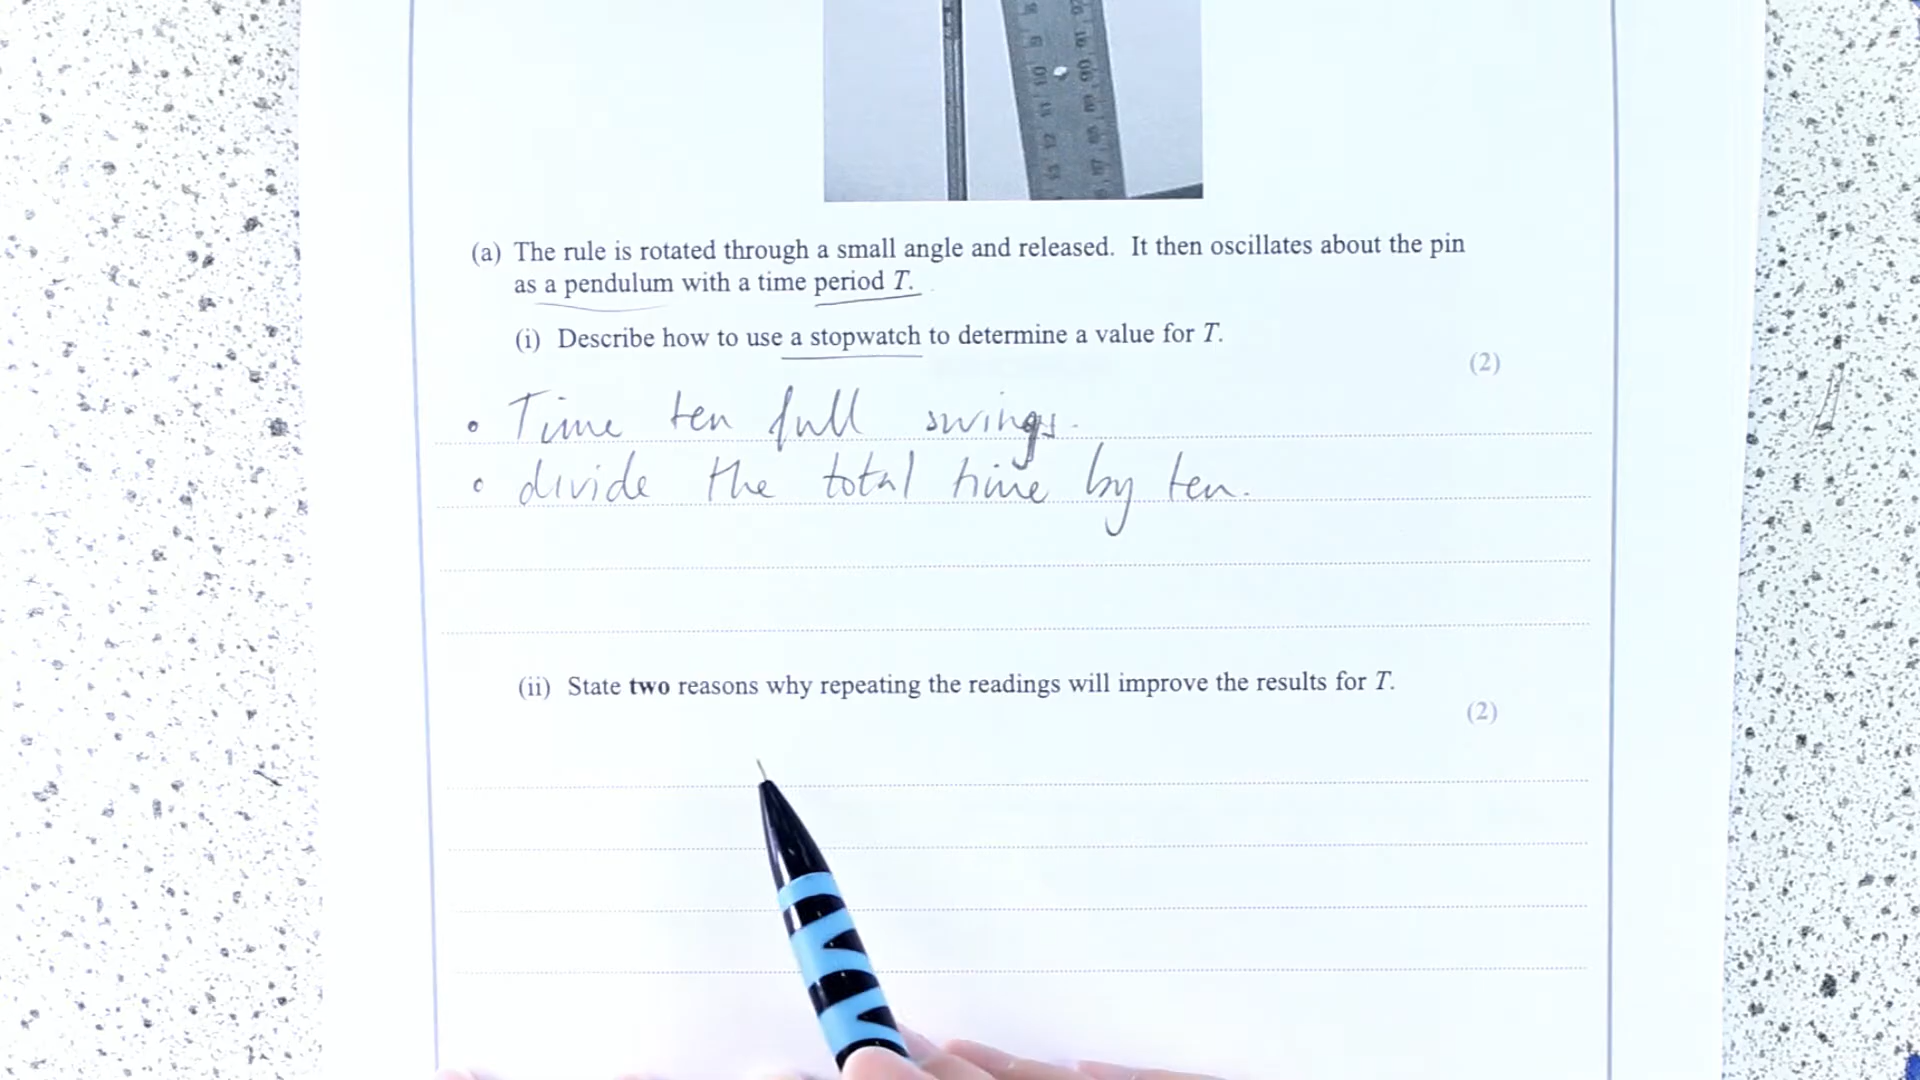 (a) The rule is rotated through a small angle and released. It then oscillates about the pin
as a pendulum with a time period T.
(i) Describe how to use a stopwatch to determine a value for T.
(2)
• Time ten full swings.
• divide the total time by ten.
(ii) State two reasons why repeating the readings will improve the results for T.
(2)